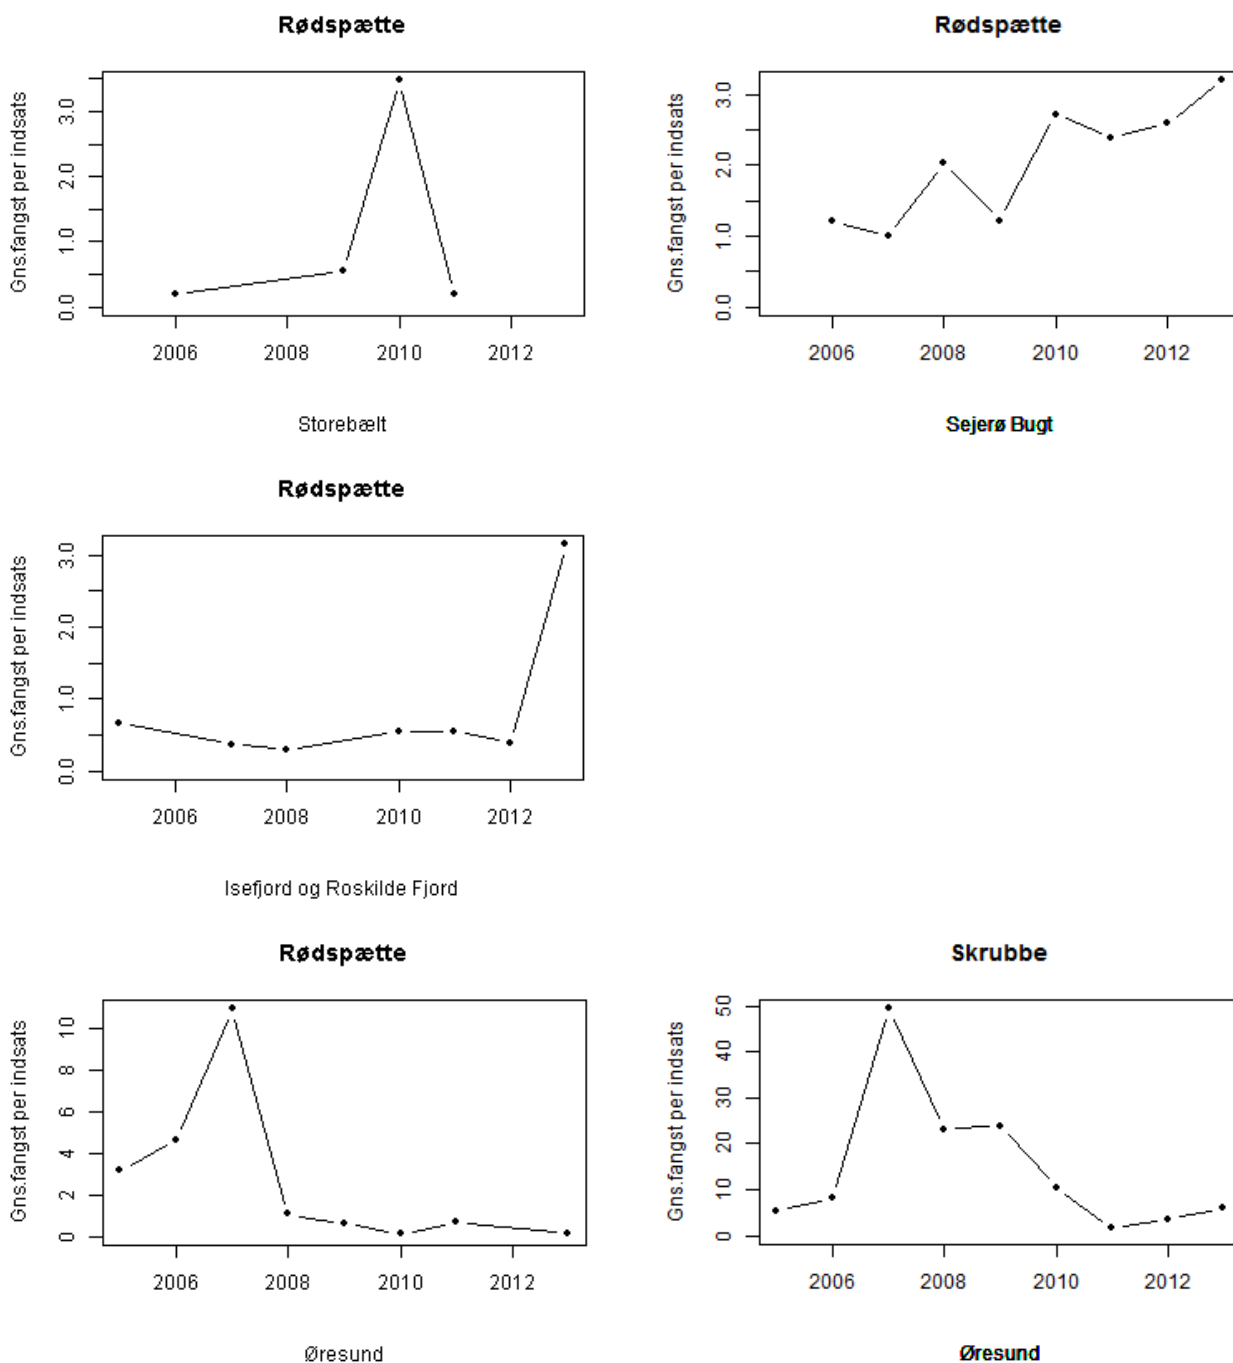 Rødspætte
Gns.fangst per indsats
0.0
1.0
2.0
3.0
2006 2008 2010 2012
Storebælt
Rødspætte
Gns.fangst per indsats
0.0
1.0
2.0
3.0
2006 2008 2010 2012
Sejerø Bugt
Rødspætte
Gns.fangst per indsats
0.0
1.0
2.0
3.0
2006 2008 2010 2012
Isefjord og Roskilde Fjord
Rødspætte
Gns.fangst per indsats
0
2
4
6
8
10
2006 2008 2010 2012
Øresund
Skrubbe
Gns.fangst per indsats
0
10
20
30
40
50
2006 2008 2010 2012
Øresund